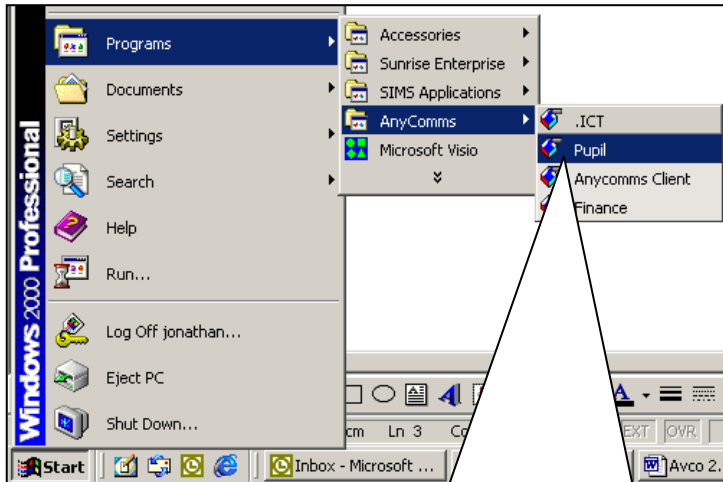 Windows 2000 Professional
Programs
Documents
Settings
Search
Help
Run...
Log Off jonathan...
Eject PC
Shut Down...
Accessories
Sunrise Enterprise
SIMS Applications
AnyComms
Microsoft Visio
.ICT
Pupil
Anycomms Client
Finance
A
A
cm Ln 3 Co
EXT OVR
Start
Inbox - Microsoft ...
Avco 2.